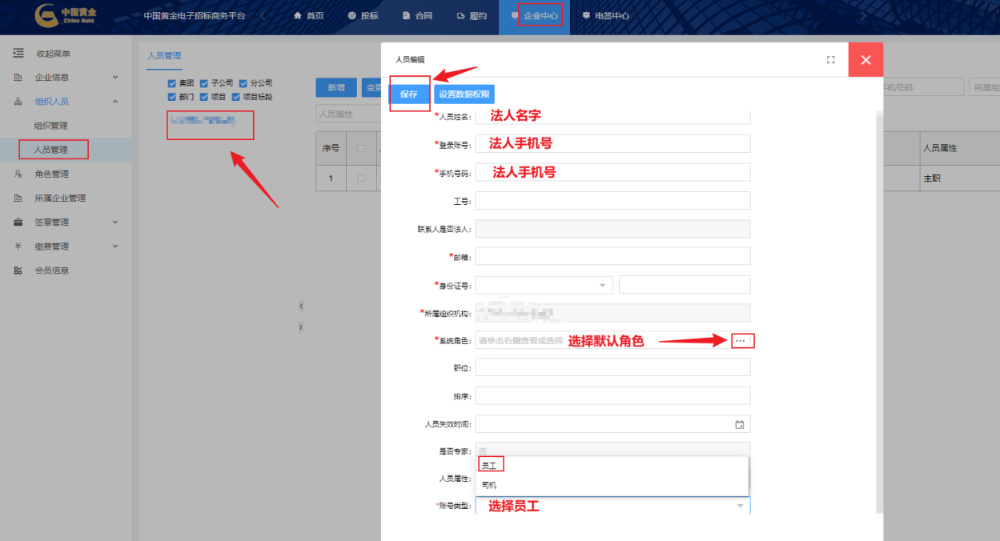 中国黄金
China Gold
中国黄金电子招标商务平台
首页
投标
合同
履约
企业中心
电签中心
收起菜单
企业信息
组织人员
组织管理
人员管理
角色管理
所属企业管理
签章管理
缴费管理
会员信息
人员管理
集团 子公司 分公司
部门 项目 项目标段
新增
人员属性
序号
1
人员编辑
保存
设置数据权限
*人员姓名: 法人名字
*登录账号: 法人手机号
*手机号码: 法人手机号
工号:
联系人是否法人:
*邮箱:
*身份证号:
*所属组织机构:
*系统角色: 请单击右侧查看或选择 选择默认角色 ...
职位:
排序:
人员失效时间:
是否专家: 否
员工
人员属性:
司机
*账号类型: 选择员工
机号码
所属组
人员属性
主职